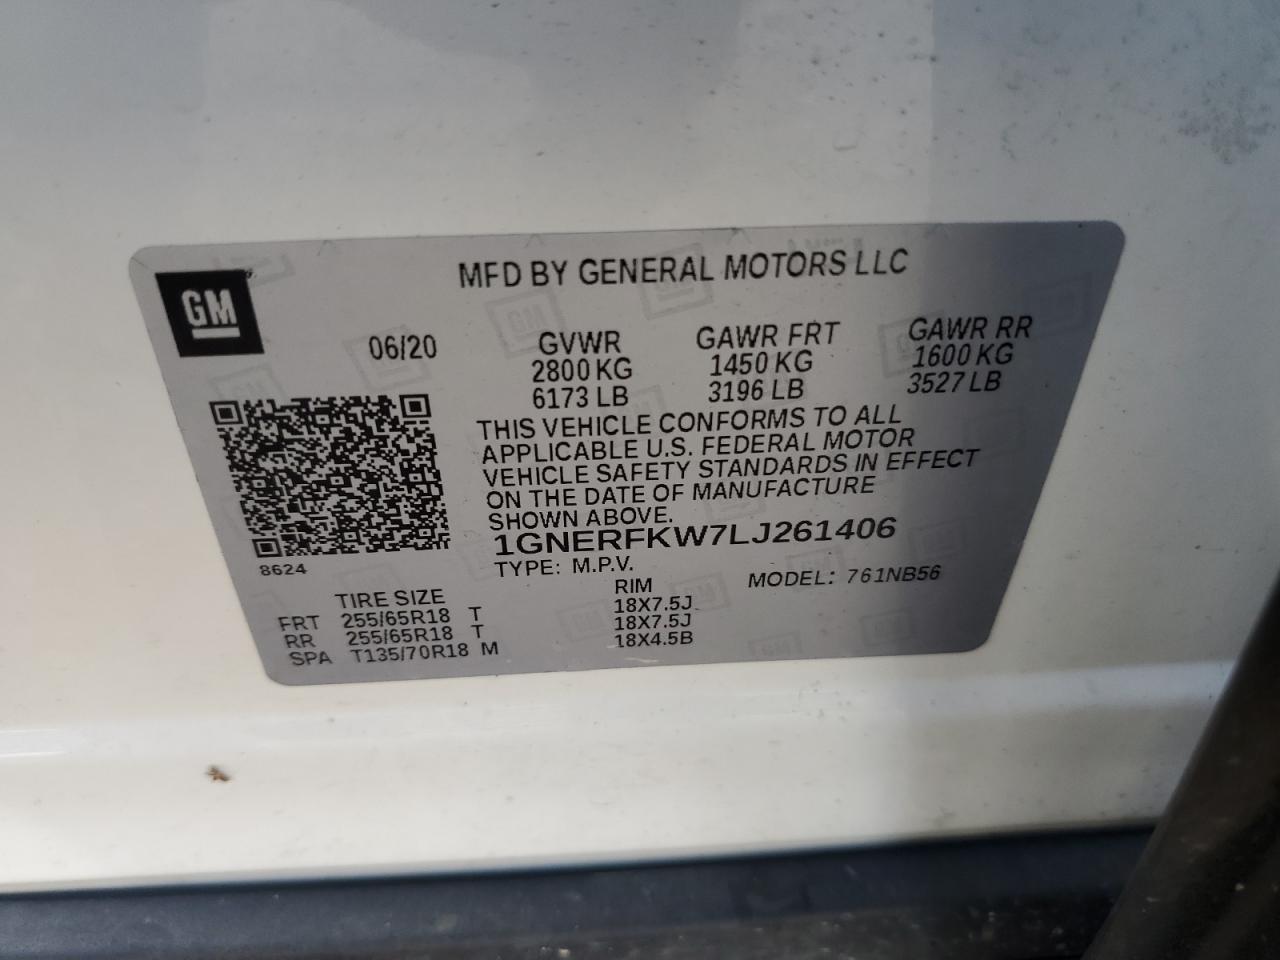 GM
MFD BY GENERAL MOTORS LLC
06/20
GVWR GAWR FRT GAWR RR
2800 KG 1450 KG 1600 KG
6173 LB 3196 LB 3527 LB
THIS VEHICLE CONFORMS TO ALL
APPLICABLE U.S. FEDERAL MOTOR
VEHICLE SAFETY STANDARDS IN EFFECT
ON THE DATE OF MANUFACTURE
SHOWN ABOVE.
1GNERFKW7LJ261406
8624
TYPE: M.P.V. MODEL: 761NB56
TIRE SIZE RIM
FRT 255/65R18 T 18X7.5J
RR 255/65R18 T 18X7.5J
SPA T135/70R18 M 18X4.5B